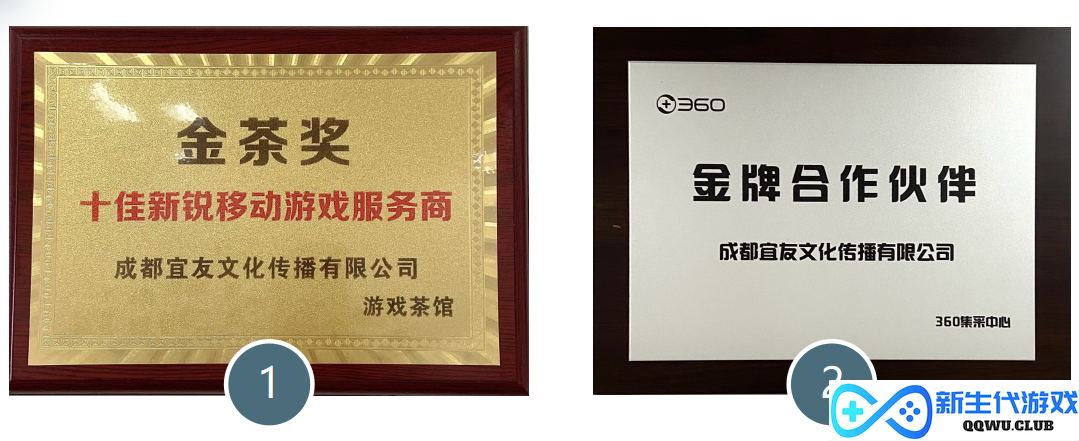 金茶奖
十佳新锐移动游戏服务商
成都宜友文化传播有限公司
游戏茶馆
1
360
金牌合作伙伴
成都宜友文化传播有限公司
360集采中心
2
新生代游戏
QQWU.CLUB